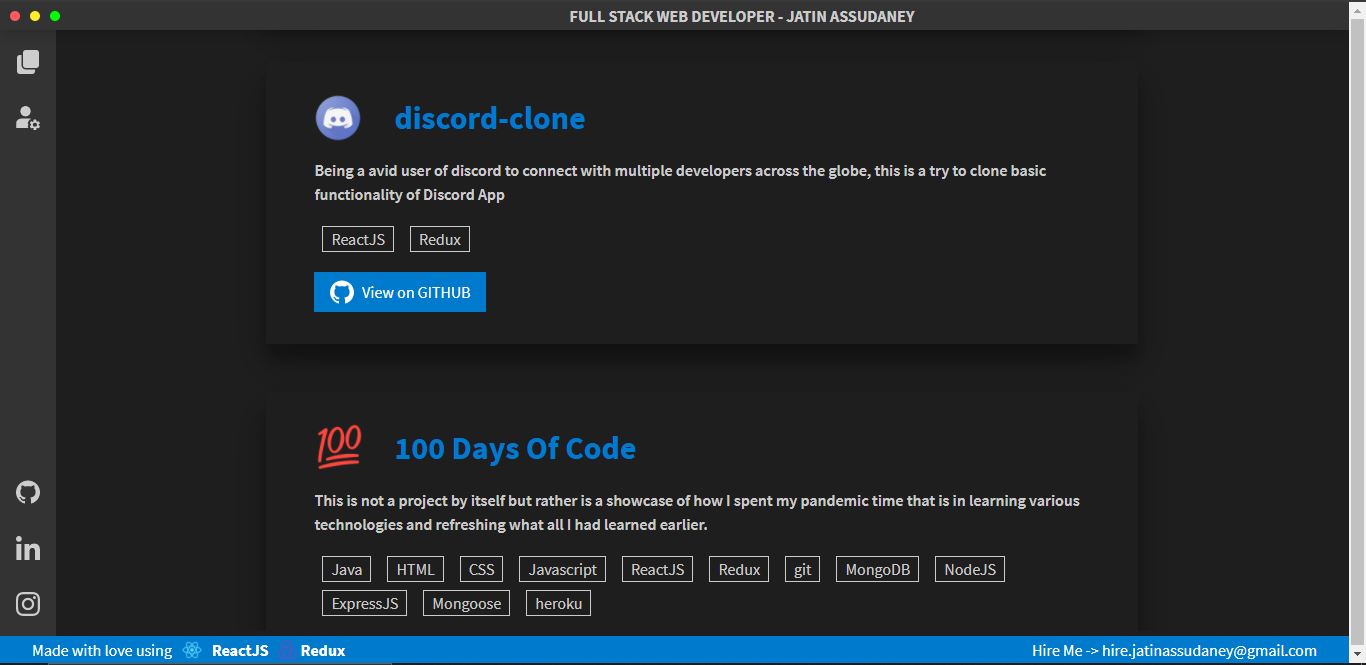 FULL STACK WEB DEVELOPER - JATIN ASSUDANEY
discord-clone
Being a avid user of discord to connect with multiple developers across the globe, this is a try to clone basic
functionality of Discord App
ReactJS Redux
View on GITHUB
100
100 Days Of Code
This is not a project by itself but rather is a showcase of how I spent my pandemic time that is in learning various
technologies and refreshing what all I had learned earlier.
Java HTML CSS Javascript ReactJS Redux git MongoDB NodeJS
ExpressJS Mongoose heroku
in
Made with love using ReactJS Redux Hire Me -> hire.jatinassudaney@gmail.com